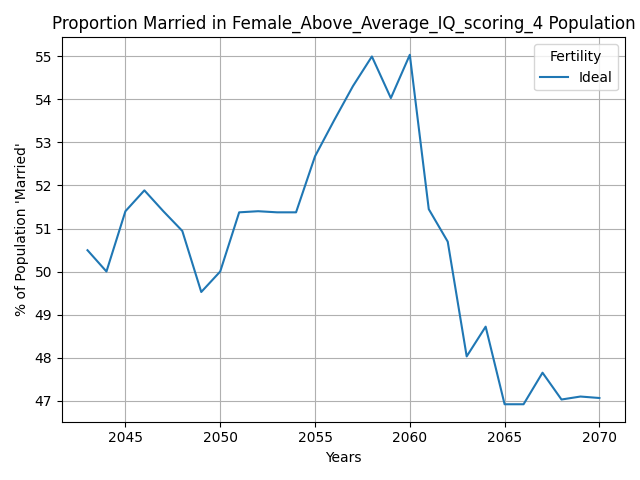 Proportion Married in Female_Above_Average_IQ_scoring_4 Population
Fertility
Ideal
% of Population 'Married'
55
54
53
52
51
50
49
48
47
2045 2050 2055 2060 2065 2070
Years